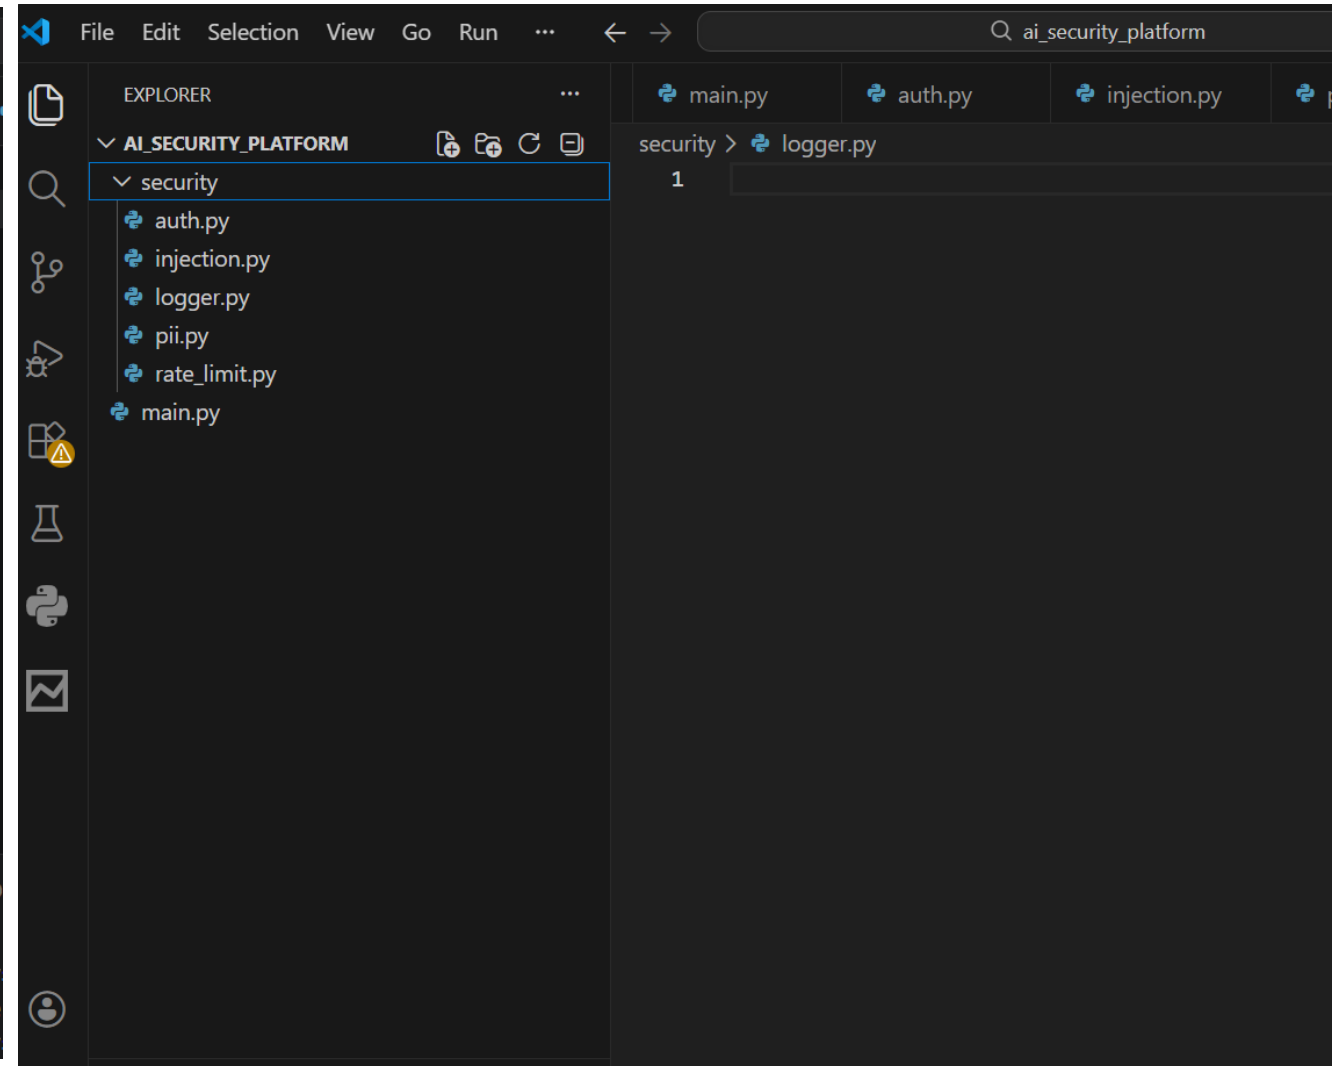 File Edit Selection View Go Run ···
ai_security_platform
EXPLORER ···
AI_SECURITY_PLATFORM
security
auth.py
injection.py
logger.py
pii.py
rate_limit.py
main.py
main.py auth.py injection.py
security > logger.py
1